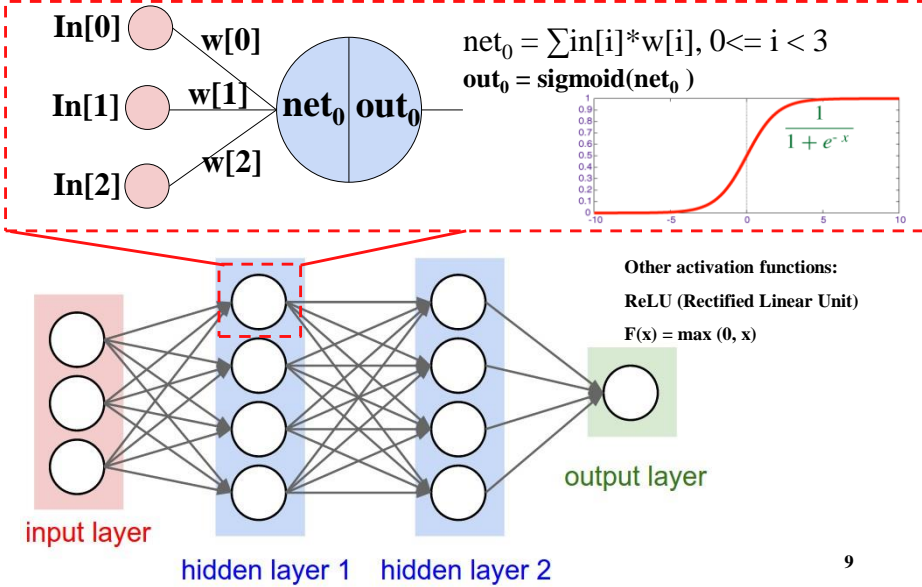 In[0]
w[0]
In[1]
w[1]
In[2]
w[2]
net₀ out₀
net₀ = ∑in[i]*w[i], 0<= i < 3
out₀ = sigmoid(net₀ )
1
0.9
0.8
0.7
0.6
0.5
0.4
0.3
0.2
0.1
0
-10 -5 0 5 10
1
1 + e^- x
Other activation functions:
ReLU (Rectified Linear Unit)
F(x) = max (0, x)
input layer
hidden layer 1
hidden layer 2
output layer
9